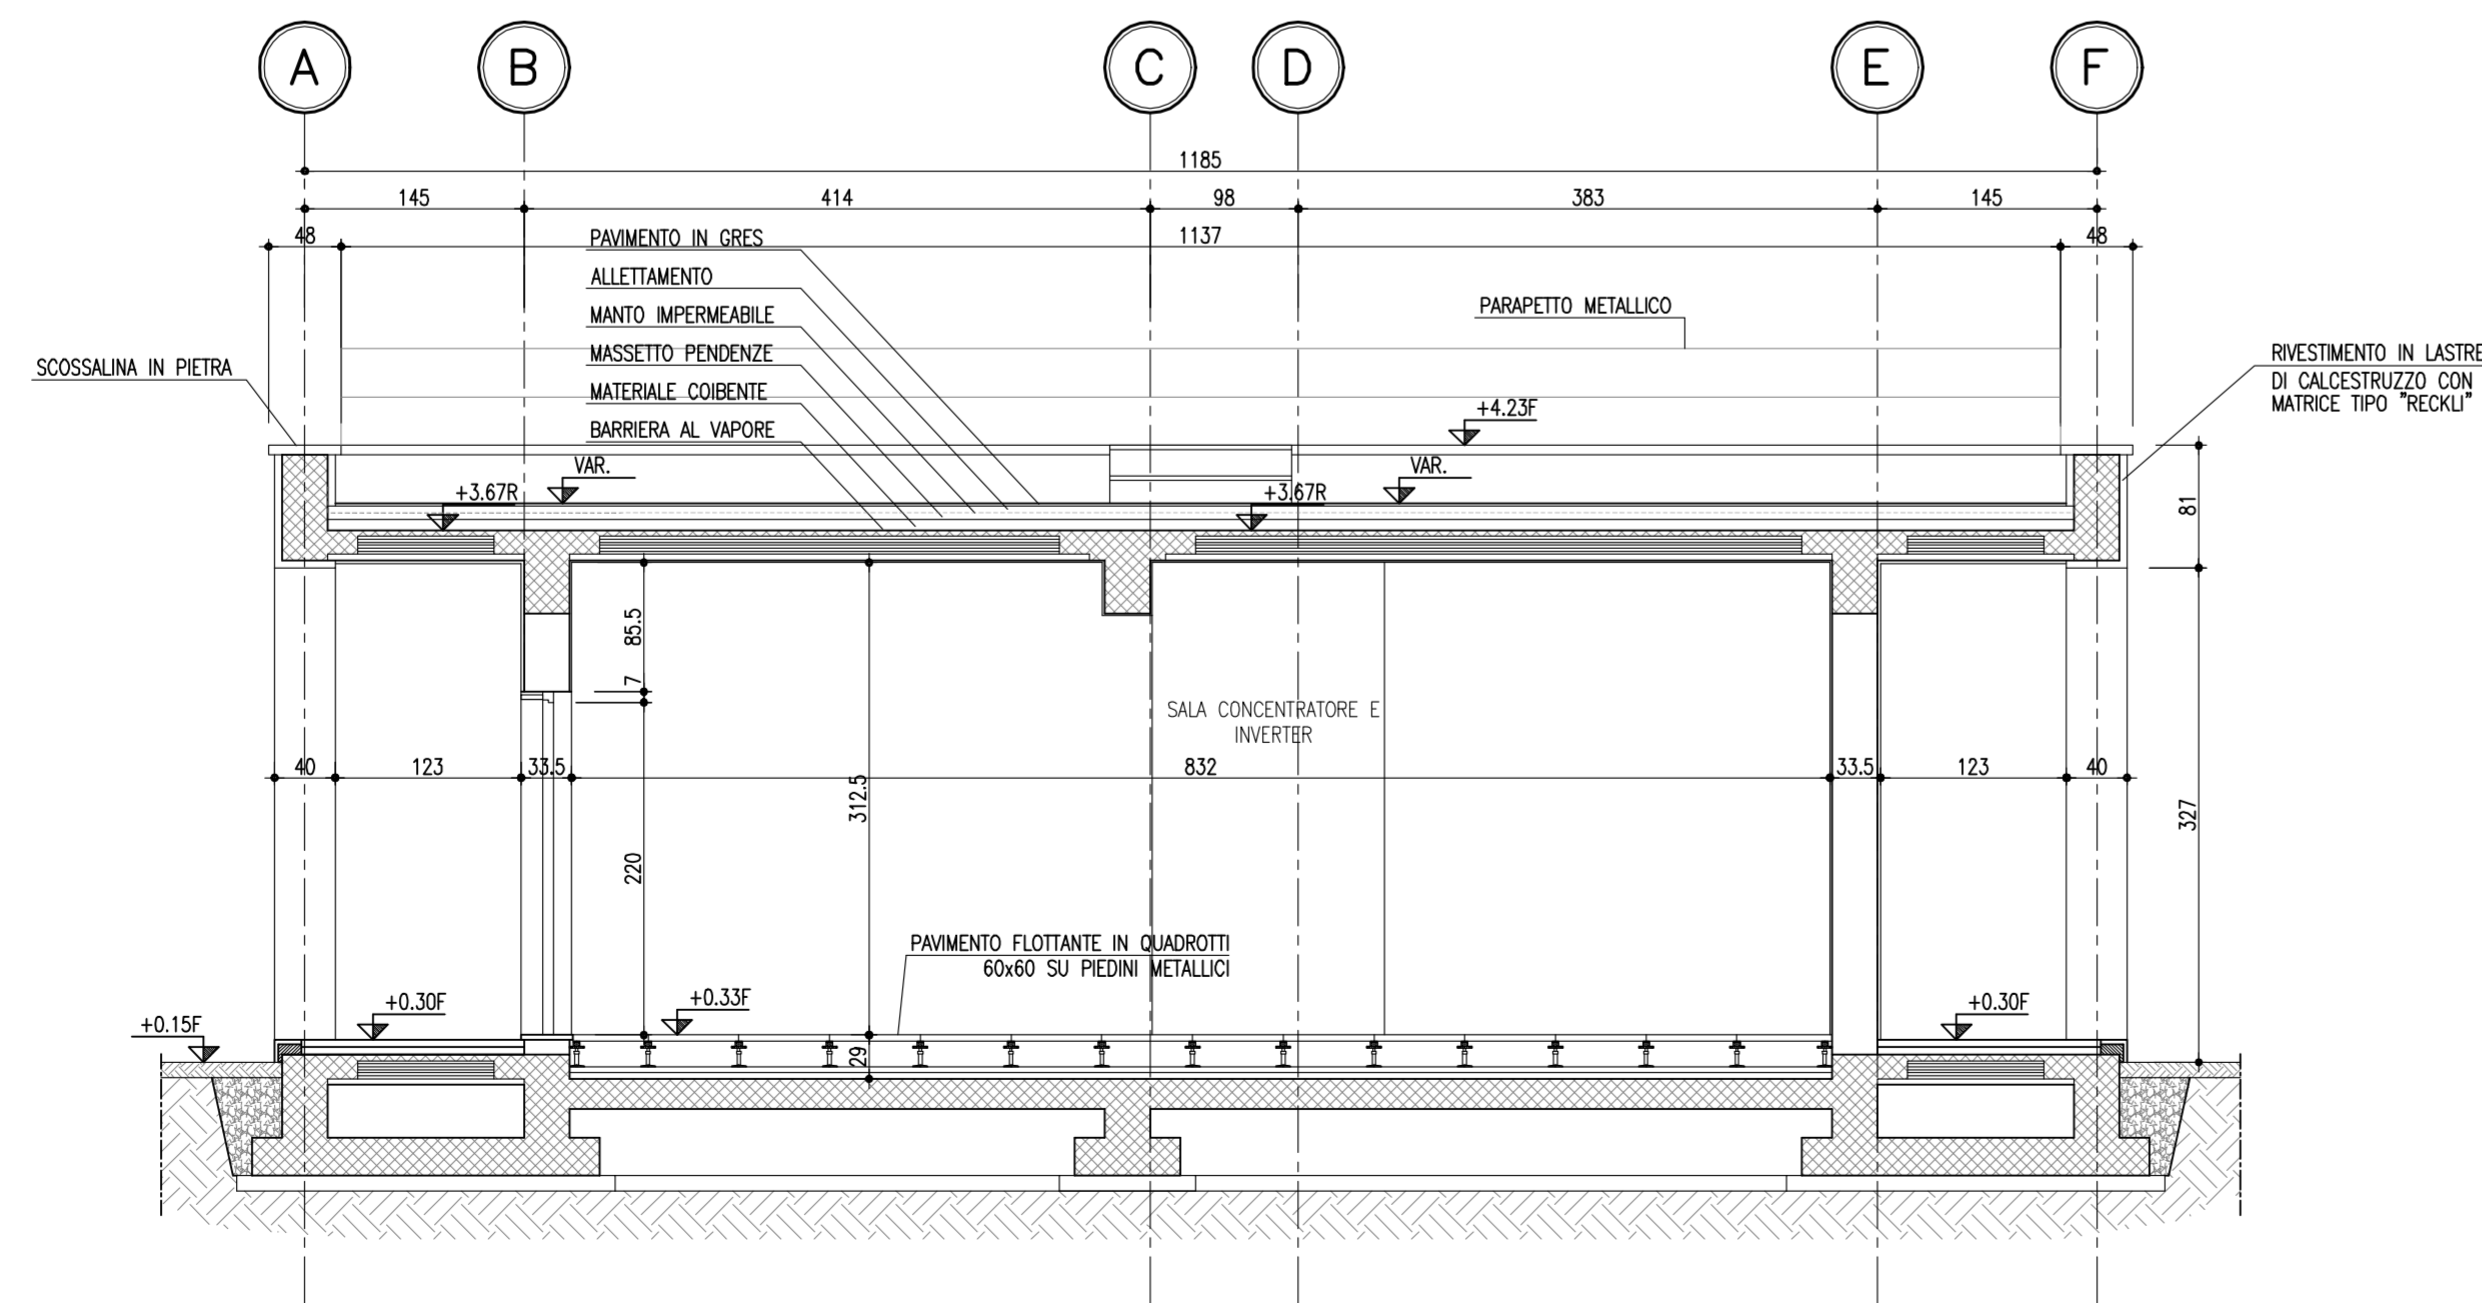 A B C D E F
1185
145 414 98 383 145
48 1137 48
PAVIMENTO IN GRES
ALLETTAMENTO
MANTO IMPERMEABILE
MASSETTO PENDENZE
MATERIALE COIBENTE
BARRIERA AL VAPORE
PARAPETTO METALLICO
SCOSSALINA IN PIETRA
RIVESTIMENTO IN LASTRE
DI CALCESTRUZZO CON
MATRICE TIPO "RECKLI"
+4.23F
VAR. VAR.
+3.67R +3.67R
81
85.5
7
SALA CONCENTRATORE E
INVERTER
40 123 33.5 832 33.5 123 40
312.5
327
220
PAVIMENTO FLOTTANTE IN QUADROTTI
60x60 SU PIEDINI METALLICI
+0.15F +0.30F +0.33F +0.30F
29